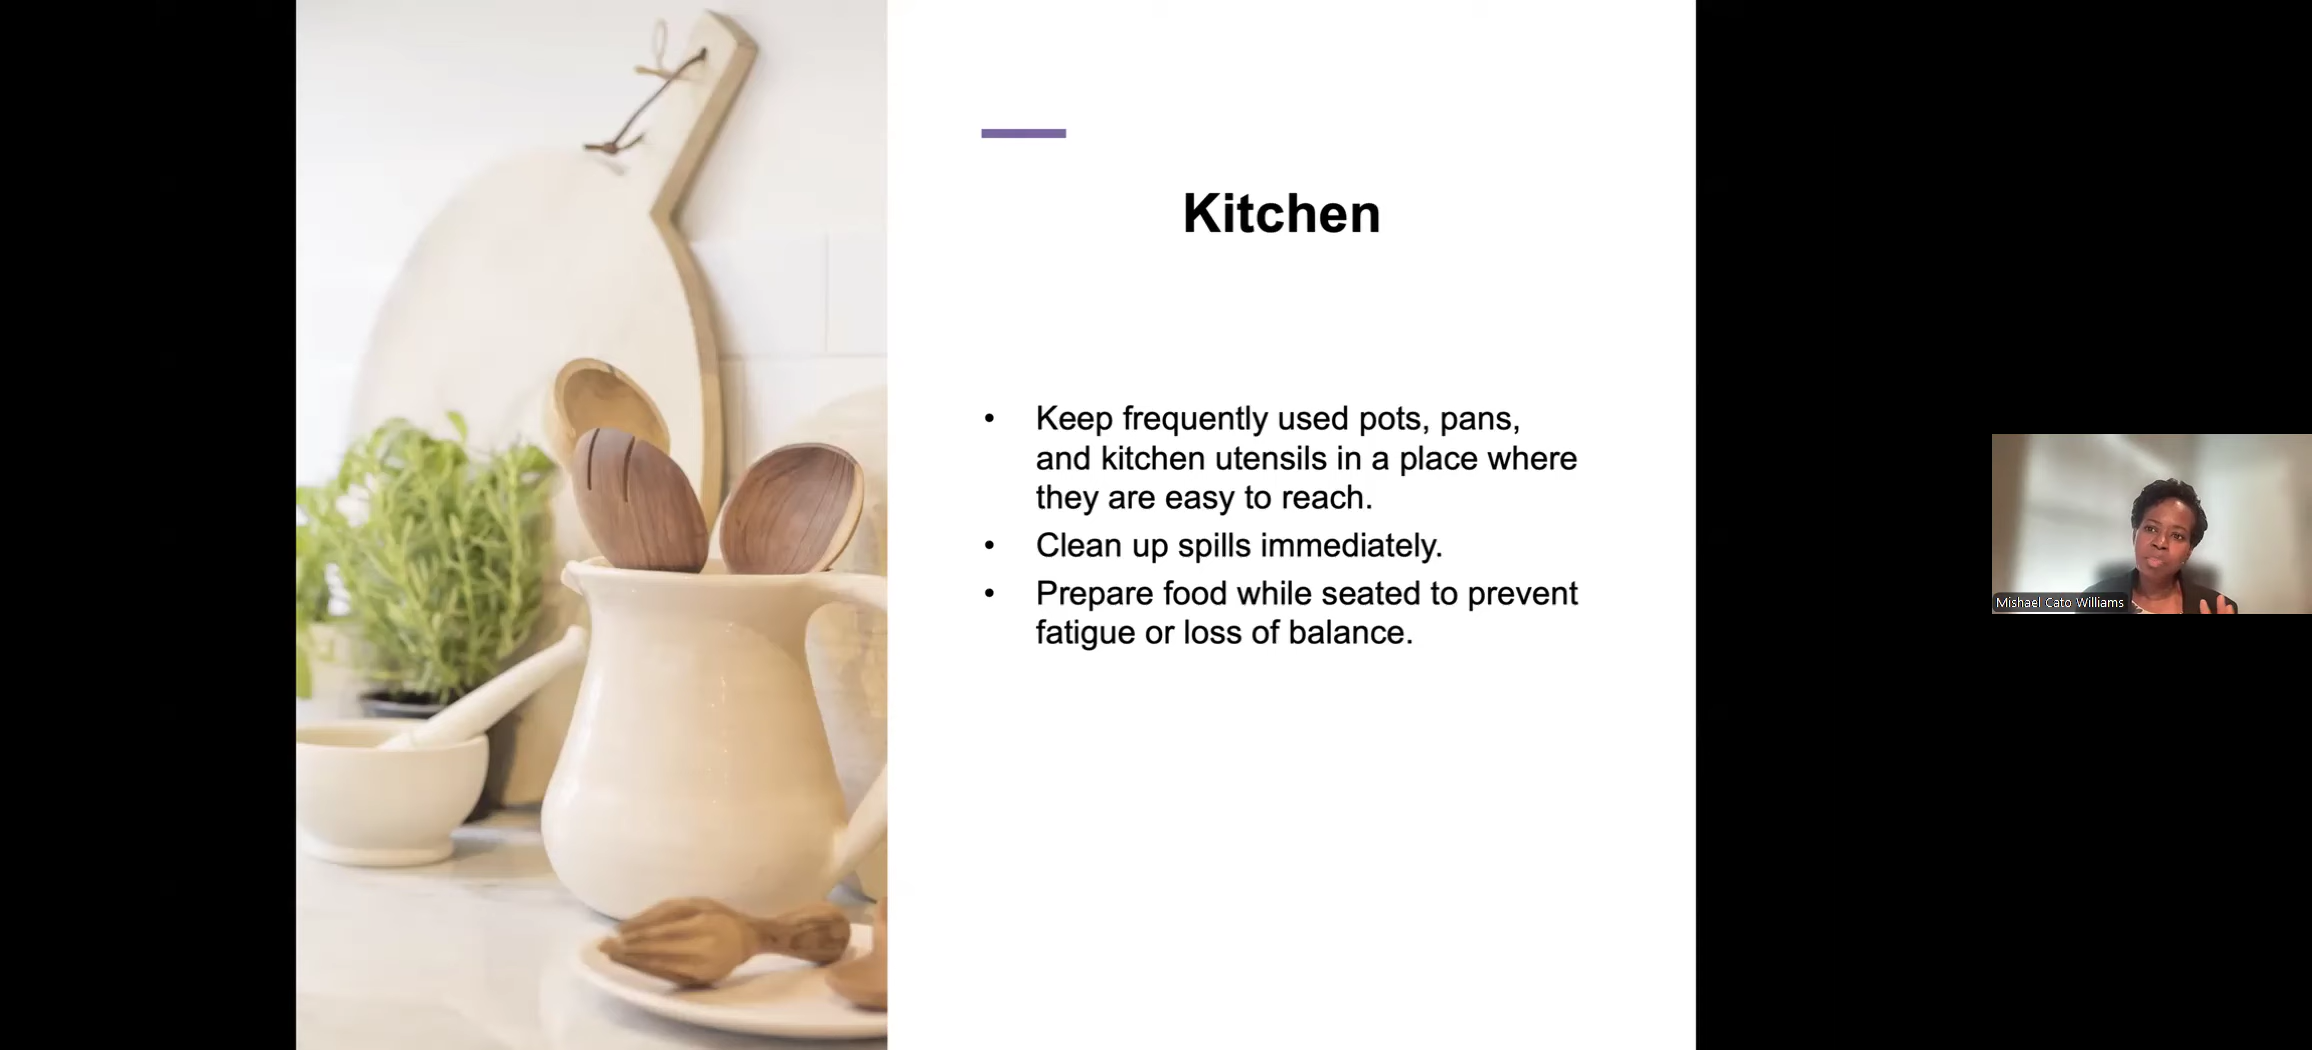 Kitchen
• Keep frequently used pots, pans,
and kitchen utensils in a place where
they are easy to reach.
• Clean up spills immediately.
• Prepare food while seated to prevent
fatigue or loss of balance.
Mishael Cato Williams